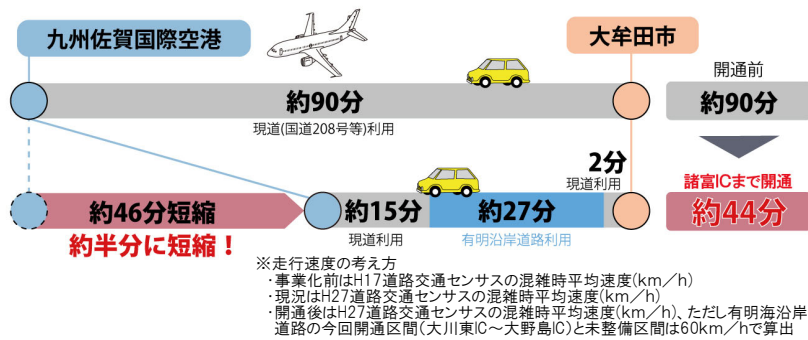 九州佐賀国際空港
大牟田市
開通前
約90分
現道(国道208号等)利用
約90分
2分
現道利用
諸富ICまで開通
約46分短縮
約15分
約27分
約44分
約半分に短縮！
現道利用
有明沿岸道路利用
※走行速度の考え方
・事業化前はH17道路交通センサスの混雑時平均速度(km／h)
・現況はH27道路交通センサスの混雑時平均速度(km／h)
・開通後はH27道路交通センサスの混雑時平均速度(km／h)、ただし有明海沿岸
道路の今回開通区間(大川東IC～大野島IC)と未整備区間は60km／hで算出